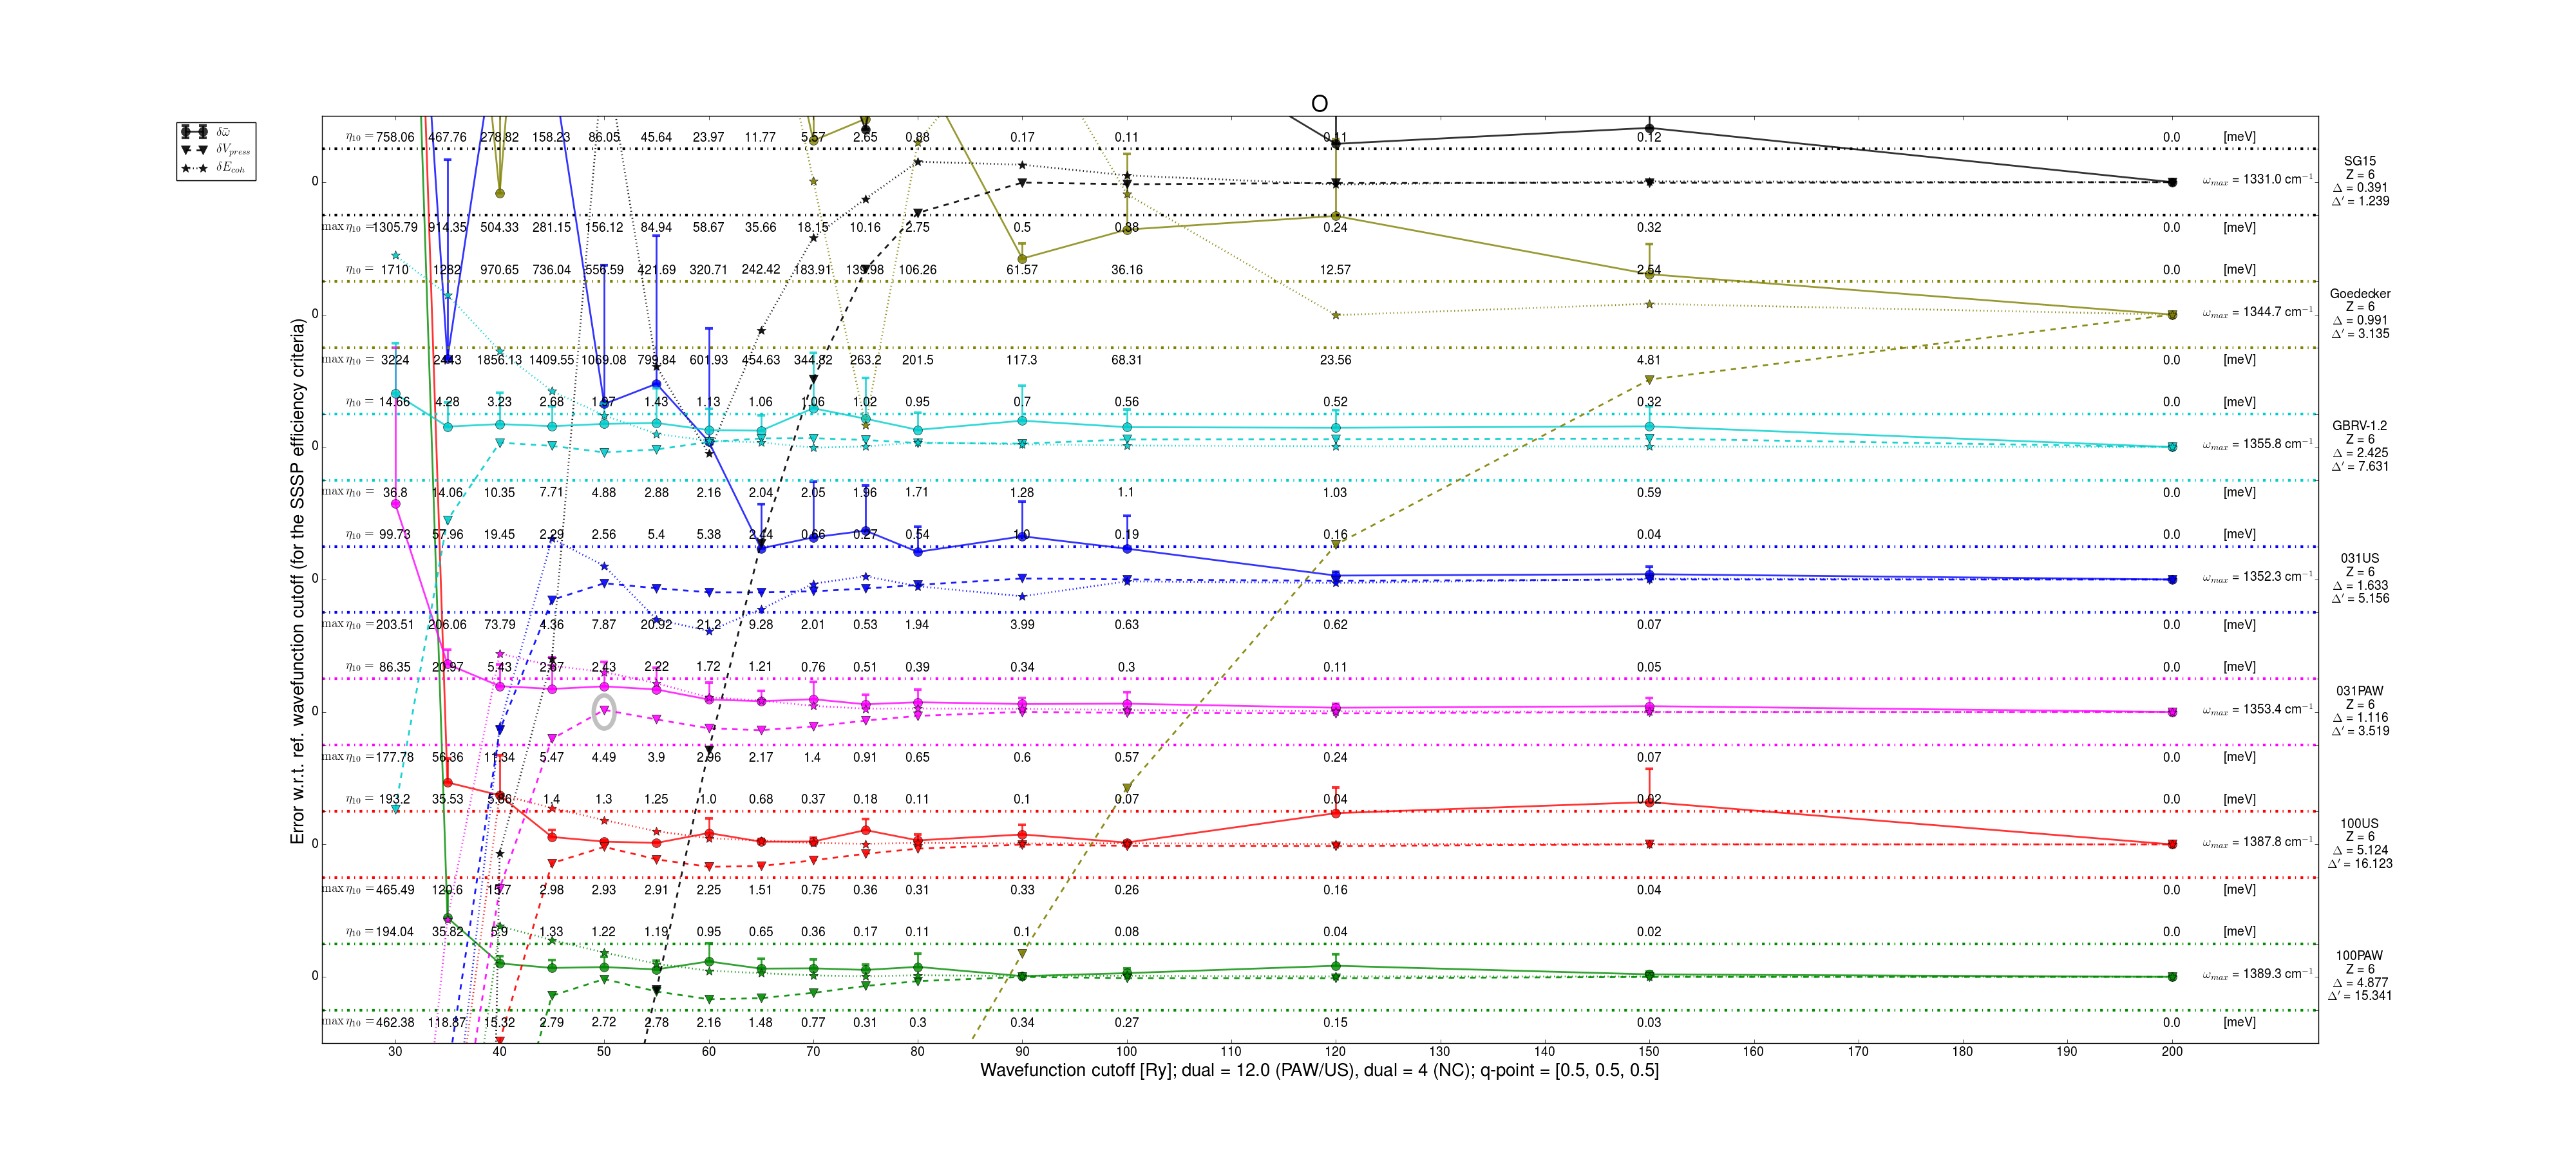 O
δω̄
δV_press
δE_coh
Error w.r.t. ref. wavefunction cutoff (for the SSSP efficiency criteria)
η₁₀ = 758.06 467.76 278.82 158.23 86.05 45.64 23.97 11.77 5.57 2.65 0.88 0.17 0.11 0.11 0.12 0.0 [meV]
0
ω_max = 1331.0 cm⁻¹
SG15
Z = 6
Δ = 0.391
Δ′ = 1.239
max η₁₀ = 1305.79 914.35 504.33 281.15 156.12 84.94 58.67 35.66 18.15 10.16 2.75 0.5 0.38 0.24 0.32 0.0 [meV]
η₁₀ = 1710 1282 970.65 736.04 556.59 421.69 320.71 242.42 183.91 139.98 106.26 61.57 36.16 12.57 2.54 0.0 [meV]
0
ω_max = 1344.7 cm⁻¹
Goedecker
Z = 6
Δ = 0.991
Δ′ = 3.135
max η₁₀ = 3224 2443 1856.13 1409.55 1069.08 799.84 601.93 454.63 344.82 263.2 201.5 117.3 68.31 23.56 4.81 0.0 [meV]
η₁₀ = 14.66 4.28 3.23 2.68 1.97 1.43 1.13 1.06 1.06 1.02 0.95 0.7 0.56 0.52 0.32 0.0 [meV]
0
ω_max = 1355.8 cm⁻¹
GBRV-1.2
Z = 6
Δ = 2.425
Δ′ = 7.631
max η₁₀ = 36.8 14.06 10.35 7.71 4.88 2.88 2.16 2.04 2.05 1.96 1.71 1.28 1.1 1.03 0.59 0.0 [meV]
η₁₀ = 99.73 57.96 19.45 2.29 2.56 5.4 5.38 2.44 0.66 0.27 0.54 1.0 0.19 0.16 0.04 0.0 [meV]
0
ω_max = 1352.3 cm⁻¹
031US
Z = 6
Δ = 1.633
Δ′ = 5.156
max η₁₀ = 203.51 206.06 73.79 4.36 7.87 20.92 21.2 9.28 2.01 0.53 1.94 3.99 0.63 0.62 0.07 0.0 [meV]
η₁₀ = 86.35 20.97 5.43 2.87 2.43 2.22 1.72 1.21 0.76 0.51 0.39 0.34 0.3 0.11 0.05 0.0 [meV]
0
ω_max = 1353.4 cm⁻¹
031PAW
Z = 6
Δ = 1.116
Δ′ = 3.519
max η₁₀ = 177.78 56.36 11.34 5.47 4.49 3.9 2.96 2.17 1.4 0.91 0.65 0.6 0.57 0.24 0.07 0.0 [meV]
η₁₀ = 193.2 35.53 1.4 1.3 1.25 1.0 0.68 0.37 0.18 0.11 0.1 0.07 0.04 0.02 0.0 [meV]
0
ω_max = 1387.8 cm⁻¹
100US
Z = 6
Δ = 5.124
Δ′ = 16.123
max η₁₀ = 465.49 120.6 15.7 2.98 2.93 2.91 2.25 1.51 0.75 0.36 0.31 0.33 0.26 0.16 0.04 0.0 [meV]
η₁₀ = 194.04 35.82 5.9 1.33 1.22 1.19 0.95 0.65 0.36 0.17 0.11 0.1 0.08 0.04 0.02 0.0 [meV]
0
ω_max = 1389.3 cm⁻¹
100PAW
Z = 6
Δ = 4.877
Δ′ = 15.341
max η₁₀ = 462.38 118.87 15.32 2.79 2.72 2.78 2.16 1.48 0.77 0.31 0.3 0.34 0.27 0.15 0.03 0.0 [meV]
30 40 50 60 70 80 90 100 110 120 130 140 150 160 170 180 190 200
Wavefunction cutoff [Ry]; dual = 12.0 (PAW/US), dual = 4 (NC); q-point = [0.5, 0.5, 0.5]